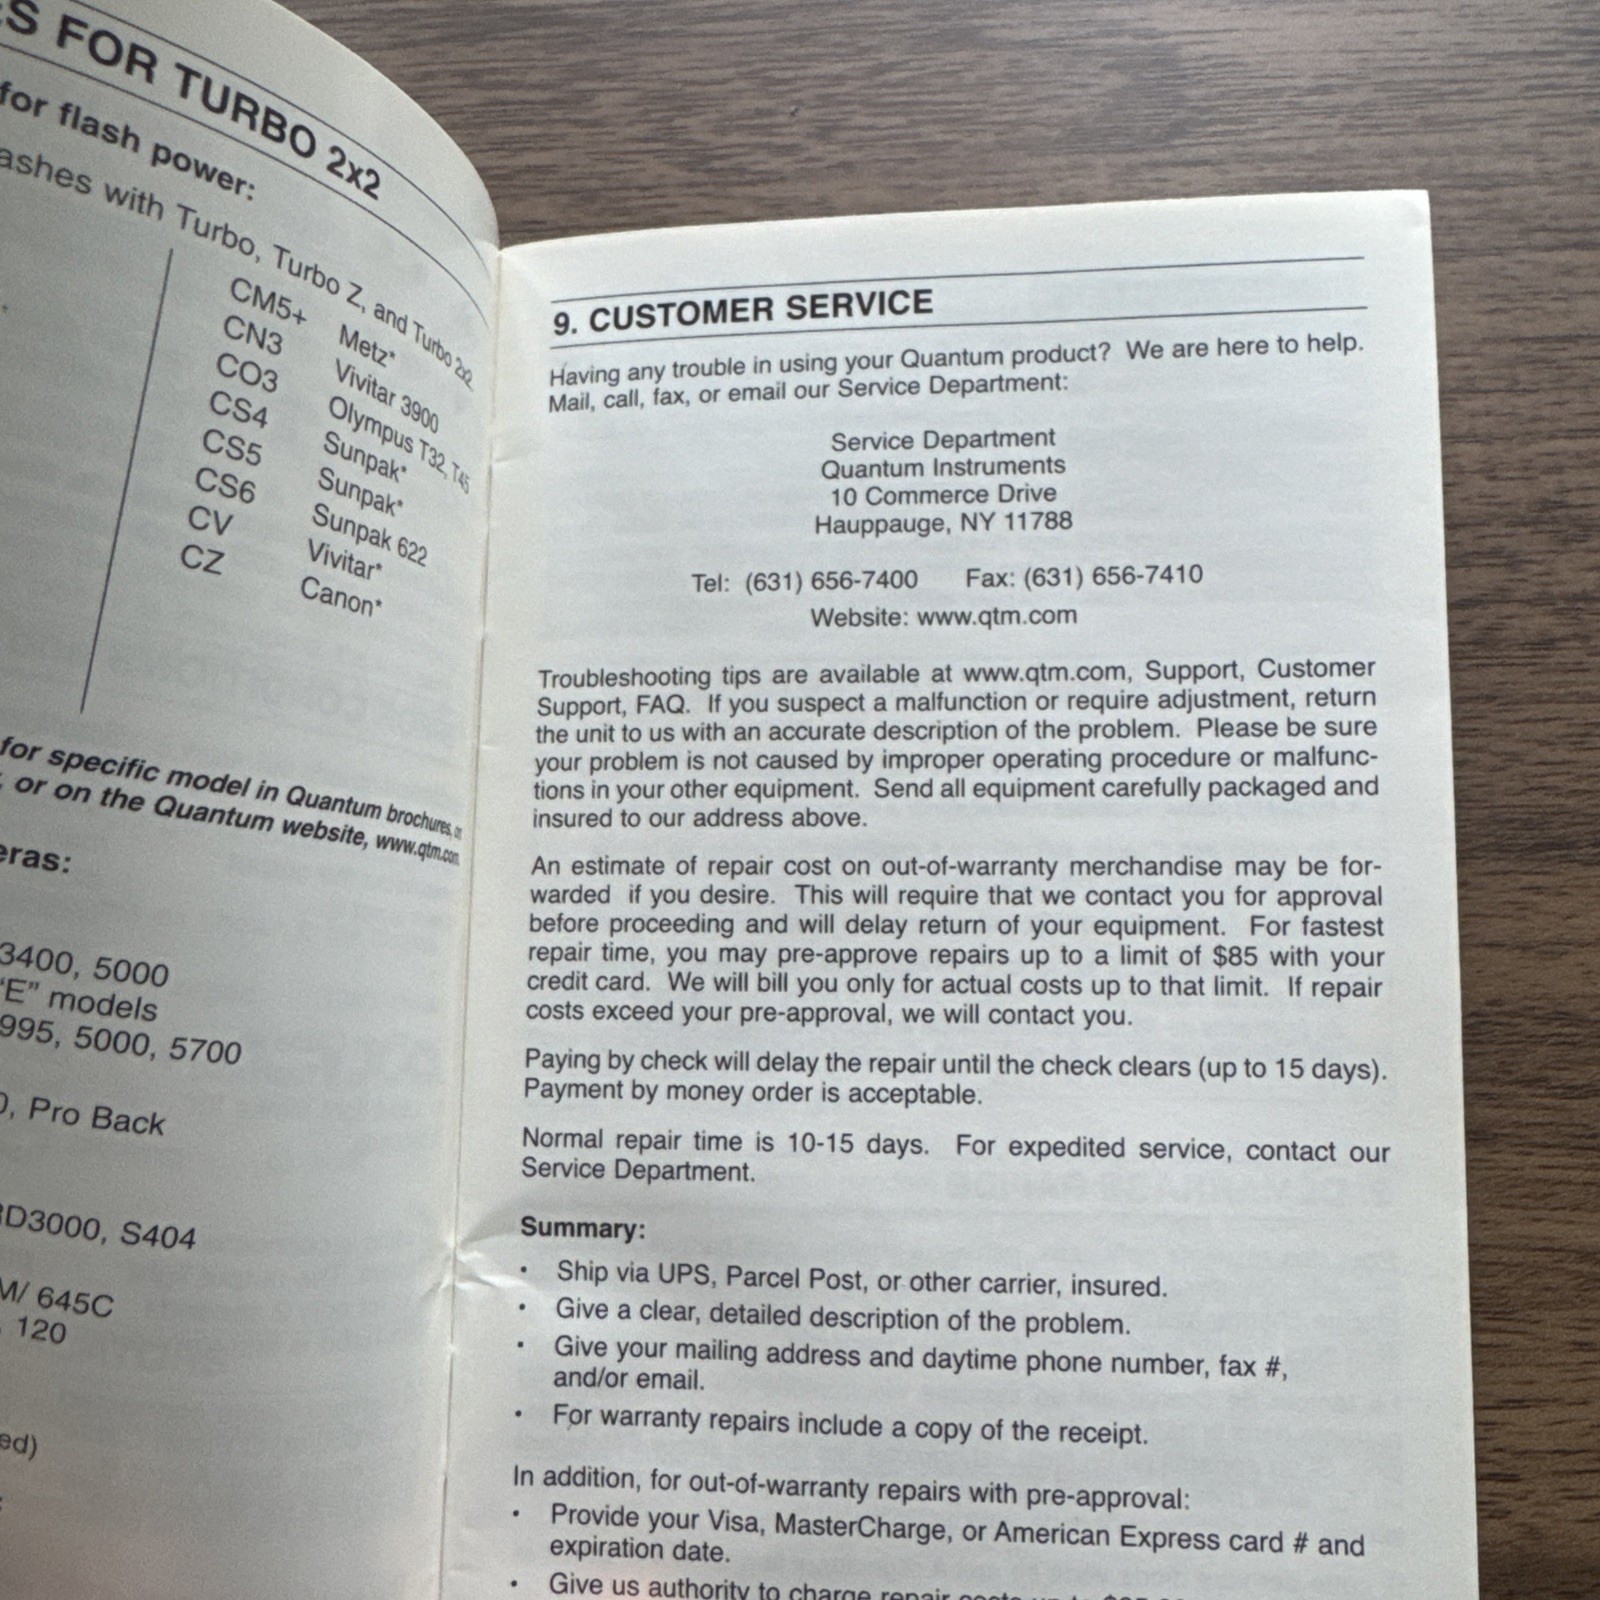 S FOR TURBO 2x2
for flash power:
ashes with Turbo, Turbo Z, and Turbo 2x2.
CM5+ Metz*
CN3 Vivitar 3900
CO3 Olympus T32, T45
CS4 Sunpak*
CS5 Sunpak*
CS6 Sunpak 622
CV Vivitar*
CZ Canon*
for specific model in Quantum brochures, on
, or on the Quantum website, www.qtm.com.
eras:
3400, 5000
"E" models
995, 5000, 5700
0, Pro Back
RD3000, S404
M/ 645C
120
ed)
9. CUSTOMER SERVICE
Having any trouble in using your Quantum product? We are here to help.
Mail, call, fax, or email our Service Department:
Service Department
Quantum Instruments
10 Commerce Drive
Hauppauge, NY 11788
Tel: (631) 656-7400 Fax: (631) 656-7410
Website: www.qtm.com
Troubleshooting tips are available at www.qtm.com, Support, Customer
Support, FAQ. If you suspect a malfunction or require adjustment, return
the unit to us with an accurate description of the problem. Please be sure
your problem is not caused by improper operating procedure or malfunc-
tions in your other equipment. Send all equipment carefully packaged and
insured to our address above.
An estimate of repair cost on out-of-warranty merchandise may be for-
warded if you desire. This will require that we contact you for approval
before proceeding and will delay return of your equipment. For fastest
repair time, you may pre-approve repairs up to a limit of $85 with your
credit card. We will bill you only for actual costs up to that limit. If repair
costs exceed your pre-approval, we will contact you.
Paying by check will delay the repair until the check clears (up to 15 days).
Payment by money order is acceptable.
Normal repair time is 10-15 days. For expedited service, contact our
Service Department.
Summary:
• Ship via UPS, Parcel Post, or other carrier, insured.
• Give a clear, detailed description of the problem.
• Give your mailing address and daytime phone number, fax #,
and/or email.
• For warranty repairs include a copy of the receipt.
In addition, for out-of-warranty repairs with pre-approval:
• Provide your Visa, MasterCharge, or American Express card # and
expiration date.
• Give us authority to charge repair costs up to